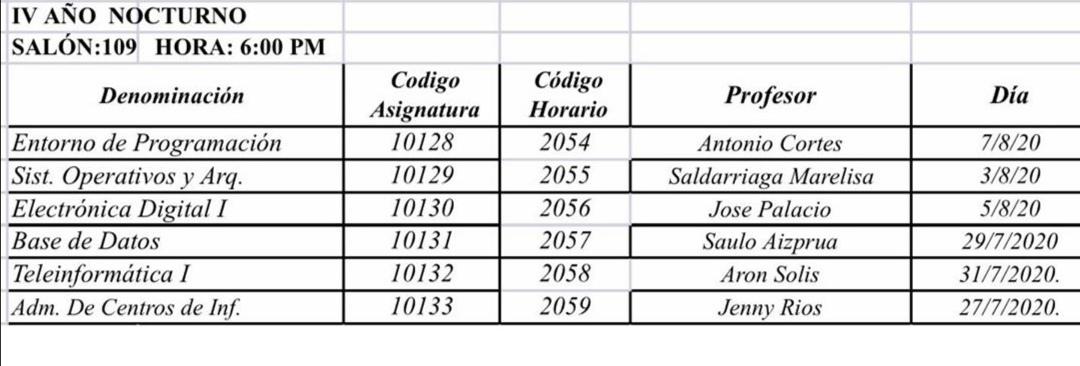 IV AÑO NOCTURNO
SALÓN:109 HORA: 6:00 PM
Denominación Codigo Asignatura Código Horario Profesor Día
Entorno de Programación 10128 2054 Antonio Cortes 7/8/20
Sist. Operativos y Arq. 10129 2055 Saldarriaga Marelisa 3/8/20
Electrónica Digital I 10130 2056 Jose Palacio 5/8/20
Base de Datos 10131 2057 Saulo Aizprua 29/7/2020
Teleinformática I 10132 2058 Aron Solis 31/7/2020.
Adm. De Centros de Inf. 10133 2059 Jenny Rios 27/7/2020.